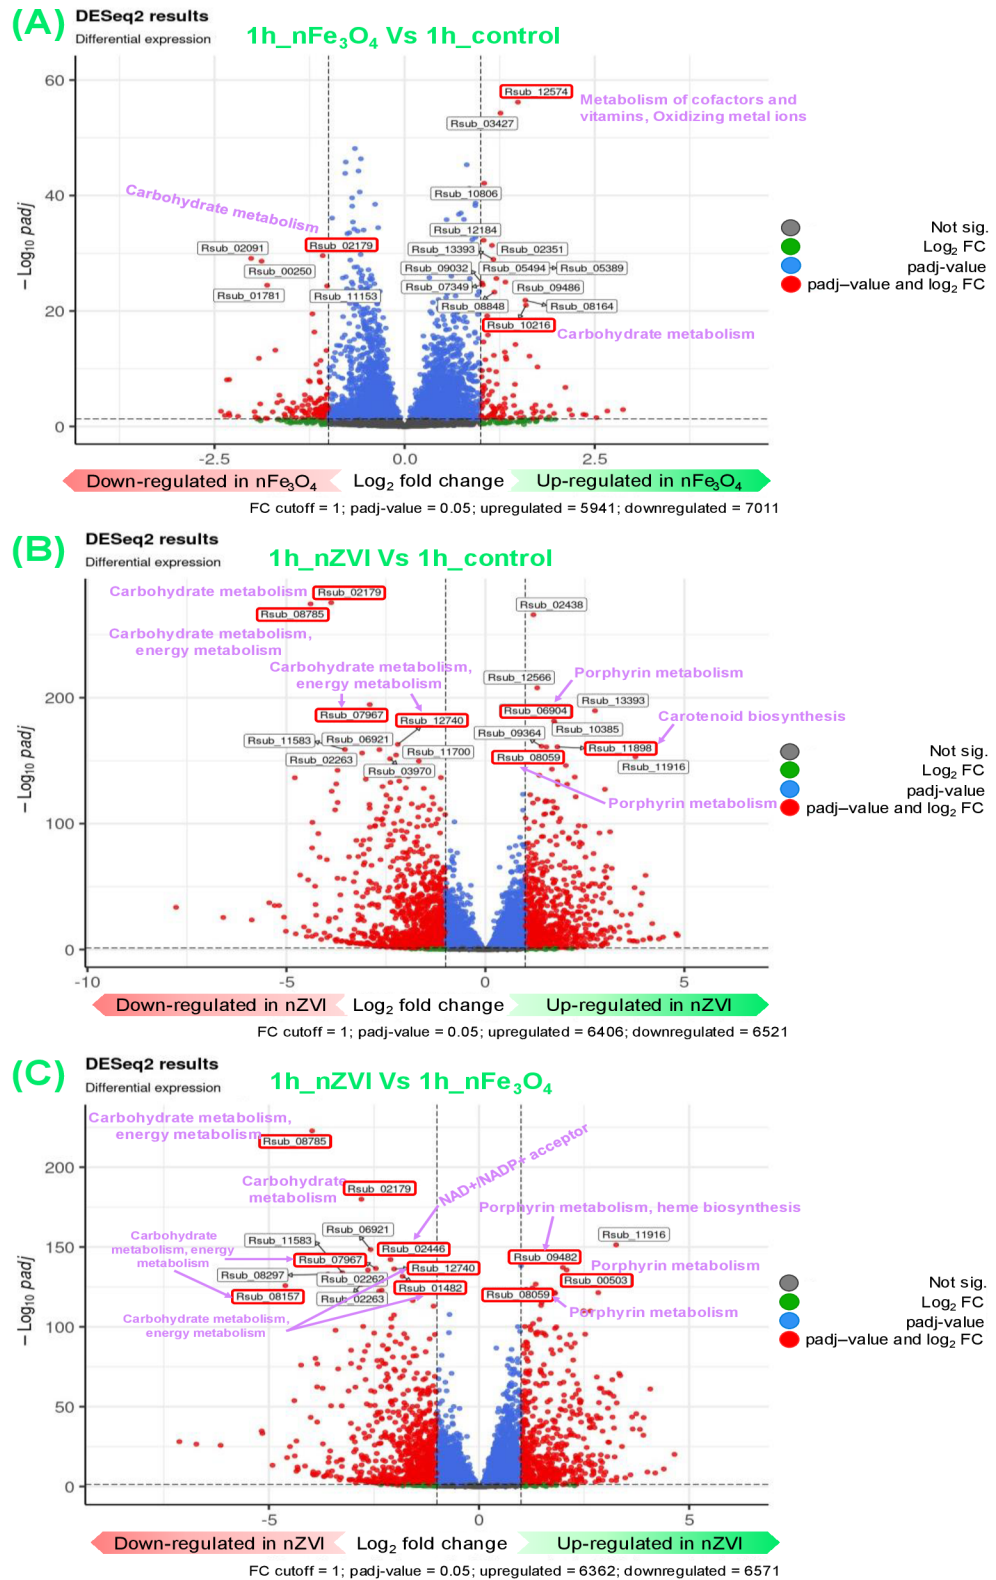 (A)
DESeq2 results
Differential expression
1h_nFe₃O₄ Vs 1h_control
60
40
20
0
− Log₁₀ padj
Rsub_12574
Metabolism of cofactors and
vitamins, Oxidizing metal ions
Rsub_03427
Carbohydrate metabolism
Rsub_10806
Rsub_12184
Rsub_02091
Rsub_02179
Rsub_13393
Rsub_02351
Rsub_00250
Rsub_09032
Rsub_05494
Rsub_05389
Rsub_01781
Rsub_11153
Rsub_07349
Rsub_09486
Rsub_08848
Rsub_08164
Rsub_10216
Carbohydrate metabolism
Not sig.
Log₂ FC
padj-value
padj–value and log₂ FC
-2.5
0.0
2.5
Down-regulated in nFe₃O₄
Log₂ fold change
Up-regulated in nFe₃O₄
FC cutoff = 1; padj-value = 0.05; upregulated = 5941; downregulated = 7011
(B)
DESeq2 results
Differential expression
1h_nZVI Vs 1h_control
200
100
0
− Log₁₀ padj
Carbohydrate metabolism
Rsub_02179
Rsub_08785
Rsub_02438
Carbohydrate metabolism,
energy metabolism
Carbohydrate metabolism,
energy metabolism
Rsub_12566
Porphyrin metabolism
Rsub_13393
Rsub_07967
Rsub_12740
Rsub_06904
Carotenoid biosynthesis
Rsub_10385
Rsub_11583
Rsub_06921
Rsub_09364
Rsub_11898
Rsub_02263
Rsub_11700
Rsub_08059
Rsub_03970
Rsub_11916
Porphyrin metabolism
Not sig.
Log₂ FC
padj-value
padj–value and log₂ FC
-10
-5
0
5
Down-regulated in nZVI
Log₂ fold change
Up-regulated in nZVI
FC cutoff = 1; padj-value = 0.05; upregulated = 6406; downregulated = 6521
(C)
DESeq2 results
Differential expression
1h_nZVI Vs 1h_nFe₃O₄
200
150
100
50
0
− Log₁₀ padj
Carbohydrate metabolism,
energy metabolism
Rsub_08785
NAD+/NADP+ acceptor
Carbohydrate
metabolism
Rsub_02179
Porphyrin metabolism, heme biosynthesis
Rsub_06921
Rsub_11916
Carbohydrate
metabolism, energy
metabolism
Rsub_11583
Rsub_02446
Rsub_07967
Rsub_09482
Rsub_12740
Porphyrin metabolism
Rsub_08297
Rsub_02262
Rsub_00503
Rsub_01482
Rsub_08157
Rsub_02263
Rsub_08059
Porphyrin metabolism
Carbohydrate metabolism,
energy metabolism
Not sig.
Log₂ FC
padj-value
padj–value and log₂ FC
-5
0
5
Down-regulated in nZVI
Log₂ fold change
Up-regulated in nZVI
FC cutoff = 1; padj-value = 0.05; upregulated = 6362; downregulated = 6571